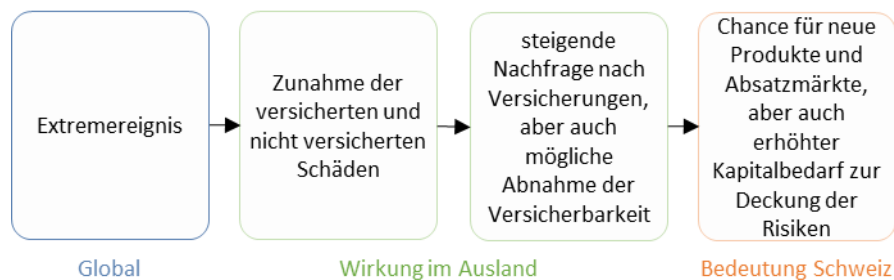 Extremereignis
Zunahme der
versicherten und
nicht versicherten
Schäden
steigende
Nachfrage nach
Versicherungen,
aber auch
mögliche
Abnahme der
Versicherbarkeit
Chance für neue
Produkte und
Absatzmärkte,
aber auch
erhöhter
Kapitalbedarf zur
Deckung der
Risiken
Global
Wirkung im Ausland
Bedeutung Schweiz